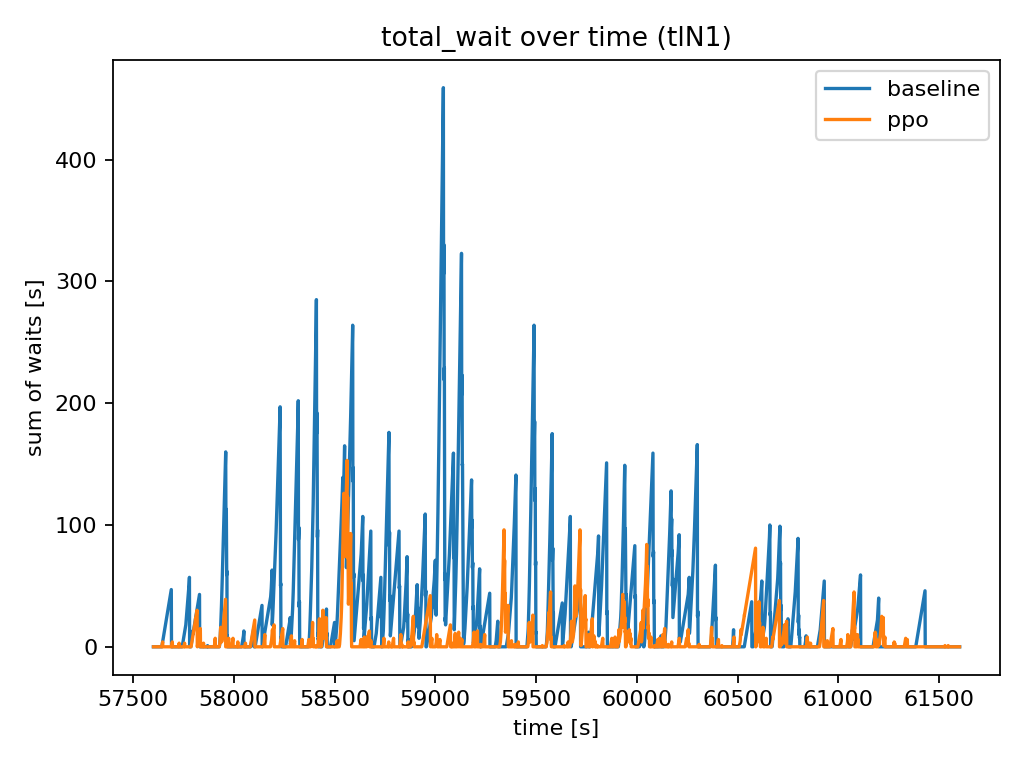 total_wait over time (tlN1)
baseline
ppo
sum of waits [s]
400
300
200
100
0
57500 58000 58500 59000 59500 60000 60500 61000 61500
time [s]